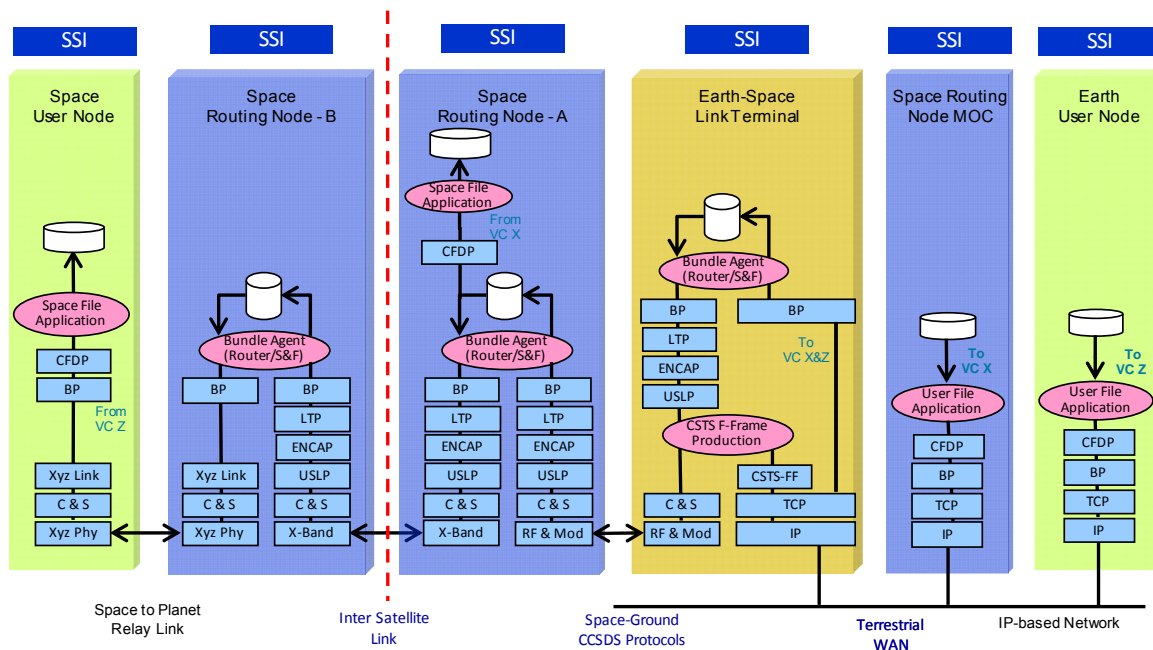 SSI
SSI
SSI
SSI
SSI
SSI
Space
User Node
Space File
Application
CFDP
BP
From
VC Z
Xyz Link
C & S
Xyz Phy
Space
Routing Node - B
Bundle Agent
(Router/S&F)
BP
Xyz Link
C & S
Xyz Phy
BP
LTP
ENCAP
USLP
C & S
X-Band
Space
Routing Node - A
Space File
Application
From
VC X
CFDP
Bundle Agent
(Router/S&F)
BP
LTP
ENCAP
USLP
C & S
X-Band
BP
LTP
ENCAP
USLP
C & S
RF & Mod
Earth-Space
Link Terminal
Bundle Agent
(Router/S&F)
BP
LTP
ENCAP
USLP
BP
To
VC X&Z
CSTS F-Frame
Production
C & S
RF & Mod
CSTS-FF
TCP
IP
Space Routing
Node MOC
To
VC X
User File
Application
CFDP
BP
TCP
IP
Earth
User Node
To
VC Z
User File
Application
CFDP
BP
TCP
IP
Space to Planet
Relay Link
Inter Satellite
Link
Space-Ground
CCSDS Protocols
Terrestrial
WAN
IP-based Network